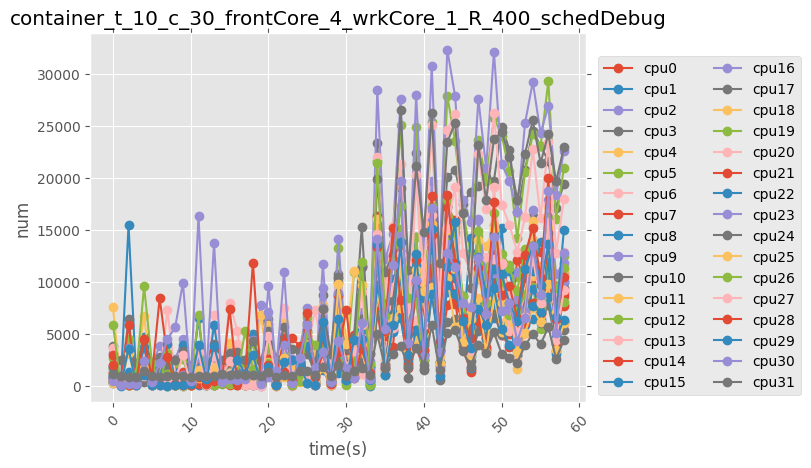 container_t_10_c_30_frontCore_4_wrkCore_1_R_400_schedDebug
num
30000
25000
20000
15000
10000
5000
0
0 10 20 30 40 50 60
time(s)
cpu0 cpu16
cpu1 cpu17
cpu2 cpu18
cpu3 cpu19
cpu4 cpu20
cpu5 cpu21
cpu6 cpu22
cpu7 cpu23
cpu8 cpu24
cpu9 cpu25
cpu10 cpu26
cpu11 cpu27
cpu12 cpu28
cpu13 cpu29
cpu14 cpu30
cpu15 cpu31